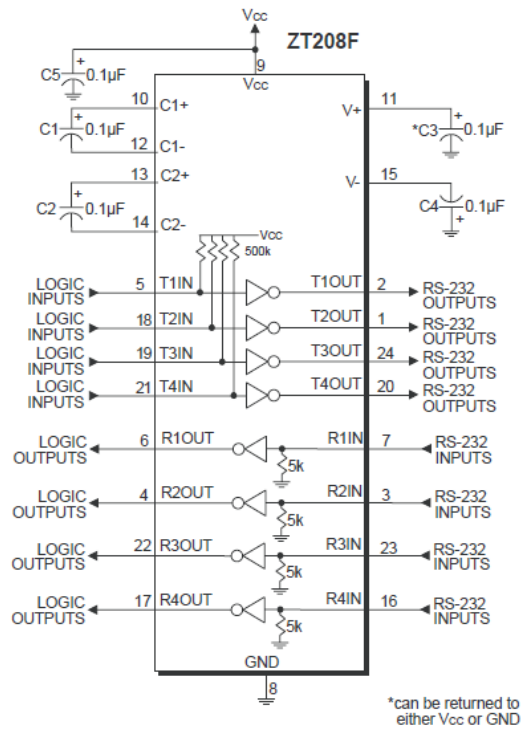 Vcc
ZT208F
9
Vcc
C5 + 0.1µF
10 C1+
C1 + 0.1µF
12 C1-
13 C2+
C2 + 0.1µF
14 C2-
V+ 11
*C3 + 0.1µF
V- 15
C4 + 0.1µF
Vcc
500k
LOGIC INPUTS 5 T1IN T1OUT 2 RS-232 OUTPUTS
LOGIC INPUTS 18 T2IN T2OUT 1 RS-232 OUTPUTS
LOGIC INPUTS 19 T3IN T3OUT 24 RS-232 OUTPUTS
LOGIC INPUTS 21 T4IN T4OUT 20 RS-232 OUTPUTS
LOGIC OUTPUTS 6 R1OUT R1IN 7 RS-232 INPUTS
5k
LOGIC OUTPUTS 4 R2OUT R2IN 3 RS-232 INPUTS
5k
LOGIC OUTPUTS 22 R3OUT R3IN 23 RS-232 INPUTS
5k
LOGIC OUTPUTS 17 R4OUT R4IN 16 RS-232 INPUTS
5k
GND
8
*can be returned to
either Vcc or GND